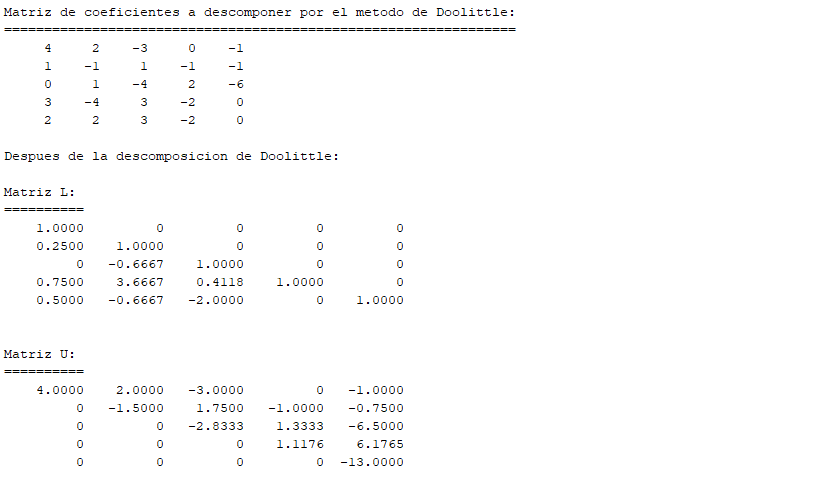 Matriz de coeficientes a descomponer por el metodo de Doolittle:
================================================================
4 2 -3 0 -1
1 -1 1 -1 -1
0 1 -4 2 -6
3 -4 3 -2 0
2 2 3 -2 0
Despues de la descomposicion de Doolittle:
Matriz L:
==========
1.0000 0 0 0 0
0.2500 1.0000 0 0 0
0 -0.6667 1.0000 0 0
0.7500 3.6667 0.4118 1.0000 0
0.5000 -0.6667 -2.0000 0 1.0000
Matriz U:
==========
4.0000 2.0000 -3.0000 0 -1.0000
0 -1.5000 1.7500 -1.0000 -0.7500
0 0 -2.8333 1.3333 -6.5000
0 0 0 1.1176 6.1765
0 0 0 0 -13.0000